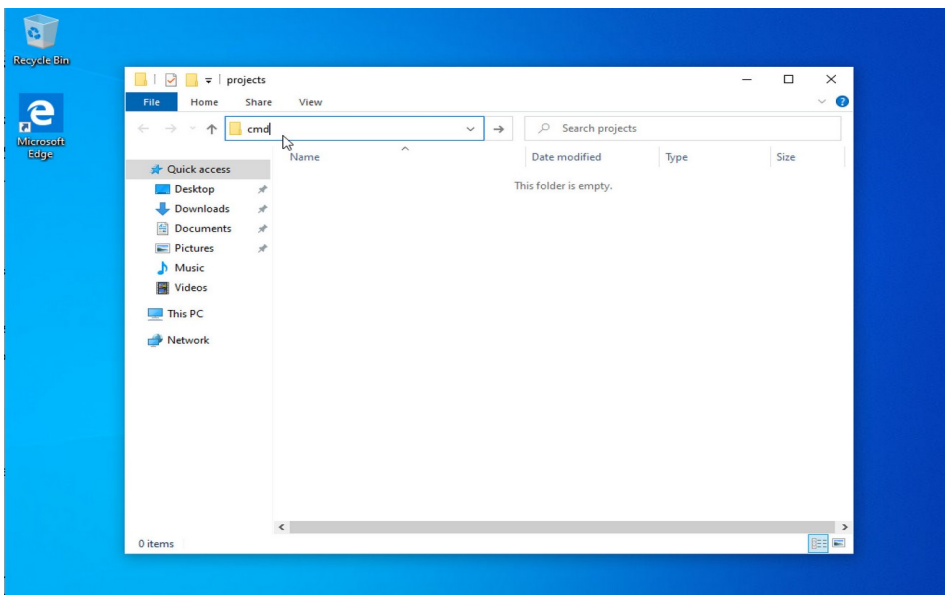 Recycle Bin
Microsoft
Edge
projects
File Home Share View
cmd
Search projects
Name Date modified Type Size
This folder is empty.
Quick access
Desktop
Downloads
Documents
Pictures
Music
Videos
This PC
Network
0 items